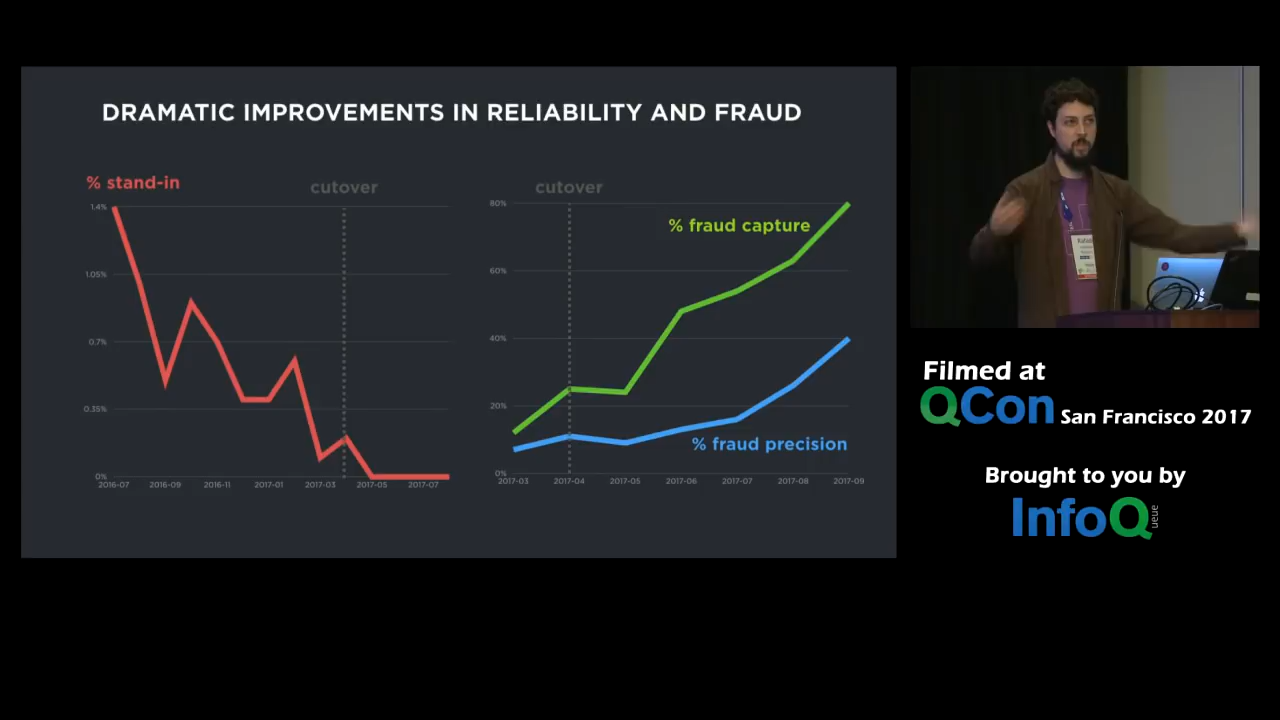 DRAMATIC IMPROVEMENTS IN RELIABILITY AND FRAUD
% stand-in
cutover
1.4%
1.05%
0.7%
0.35%
0%
2016-07
2016-09
2016-11
2017-01
2017-03
2017-05
2017-07
cutover
80%
% fraud capture
60%
40%
20%
% fraud precision
0%
2017-03
2017-04
2017-05
2017-06
2017-07
2017-08
2017-09
Filmed at
QCon San Francisco 2017
Brought to you by
InfoQ
ueue